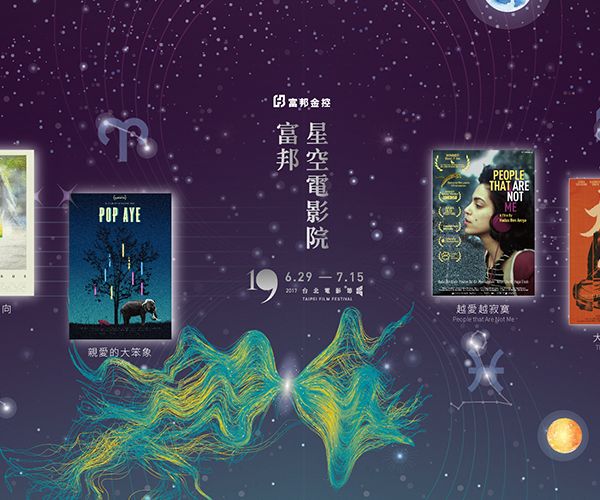 富邦金控
富邦
星空電影院
19
6.29 — 7.15
2017 台北電影節
TAIPEI FILM FESTIVAL
向
POP AYE
親愛的大笨象
PEOPLE
THAT ARE
NOT
ME
A Film By
Hadas Ben Aroya
越愛越寂寞
People that Are Not Me
大